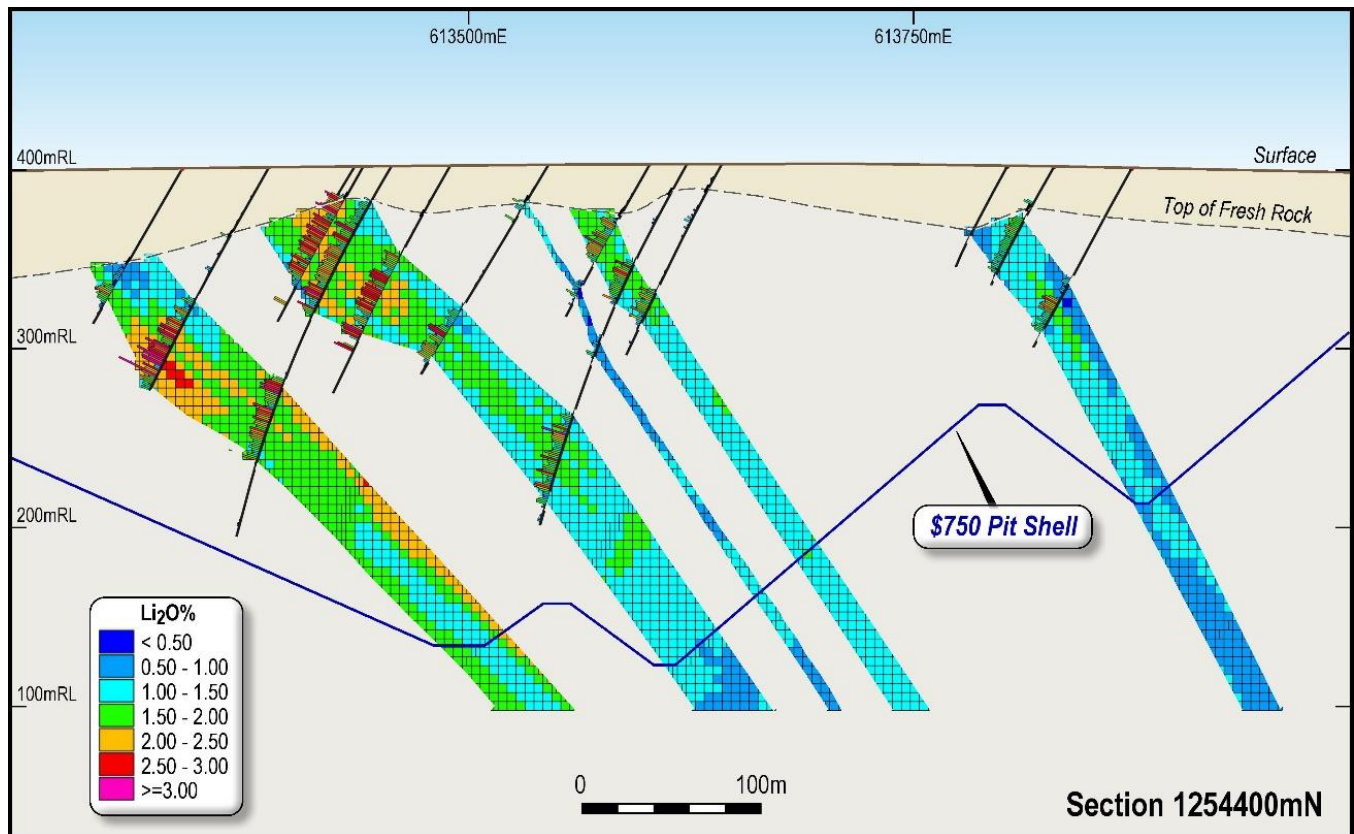 613500mE
613750mE
400mRL
Surface
Top of Fresh Rock
300mRL
$750 Pit Shell
200mRL
Li₂O%
< 0.50
0.50 - 1.00
1.00 - 1.50
1.50 - 2.00
2.00 - 2.50
2.50 - 3.00
>=3.00
100mRL
0
100m
Section 1254400mN